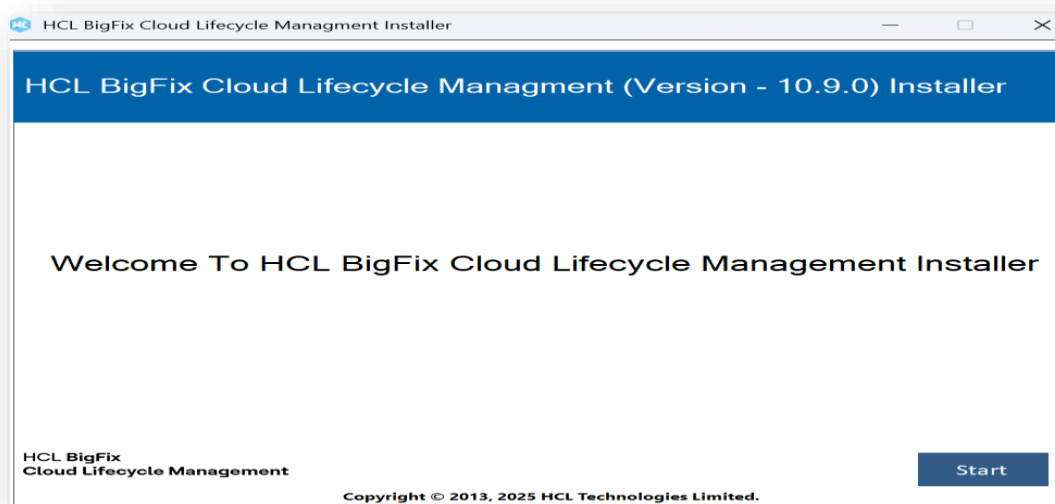 HCL BigFix Cloud Lifecycle Managment Installer
HCL BigFix Cloud Lifecycle Managment (Version - 10.9.0) Installer
Welcome To HCL BigFix Cloud Lifecycle Management Installer
HCL BigFix
Cloud Lifecycle Management
Start
Copyright © 2013, 2025 HCL Technologies Limited.